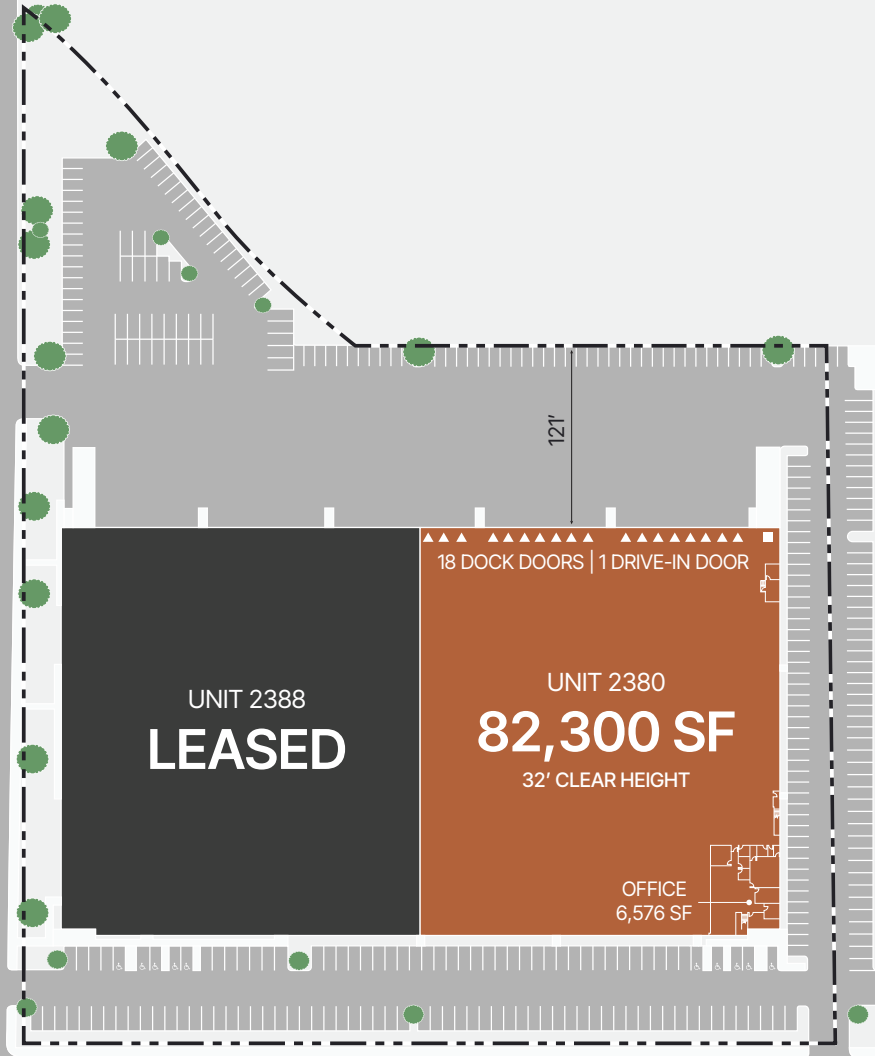 121'
18 DOCK DOORS | 1 DRIVE-IN DOOR
UNIT 2388
LEASED
UNIT 2380
82,300 SF
32' CLEAR HEIGHT
OFFICE
6,576 SF